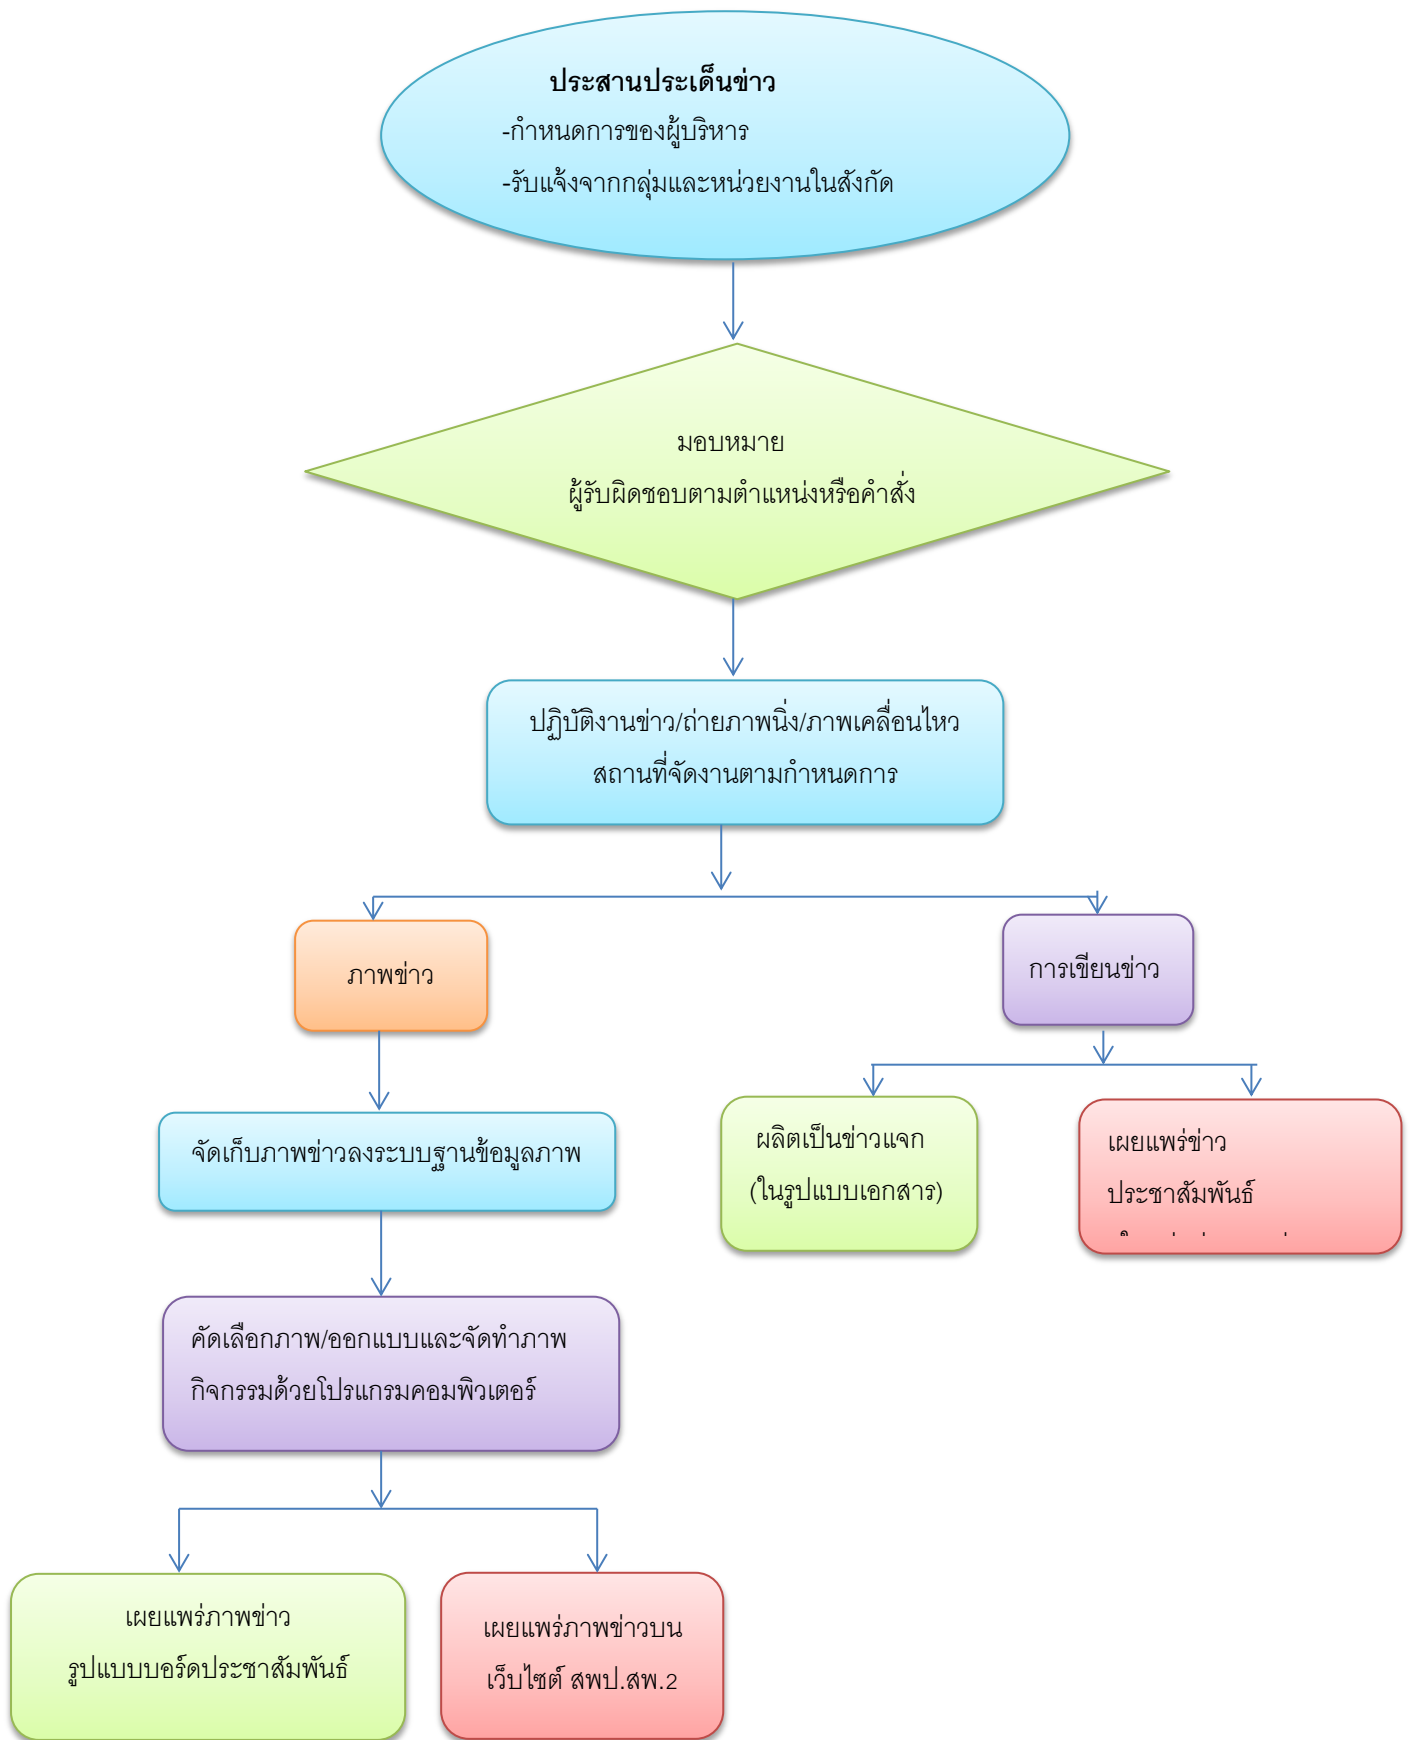 ประสานประเด็นข่าว
-กำหนดการของผู้บริหาร
-รับแจ้งจากกลุ่มและหน่วยงานในสังกัด
มอบหมาย
ผู้รับผิดชอบตามตำแหน่งหรือคำสั่ง
ปฏิบัติงานข่าว/ถ่ายภาพนิ่ง/ภาพเคลื่อนไหว
สถานที่จัดงานตามกำหนดการ
ภาพข่าว
การเขียนข่าว
จัดเก็บภาพข่าวลงระบบฐานข้อมูลภาพ
ผลิตเป็นข่าวแจก
(ในรูปแบบเอกสาร)
เผยแพร่ข่าว
ประชาสัมพันธ์
คัดเลือกภาพ/ออกแบบและจัดทำภาพ
กิจกรรมด้วยโปรแกรมคอมพิวเตอร์
เผยแพร่ภาพข่าว
รูปแบบบอร์ดประชาสัมพันธ์
เผยแพร่ภาพข่าวบน
เว็บไซต์ สพป.สพ.2